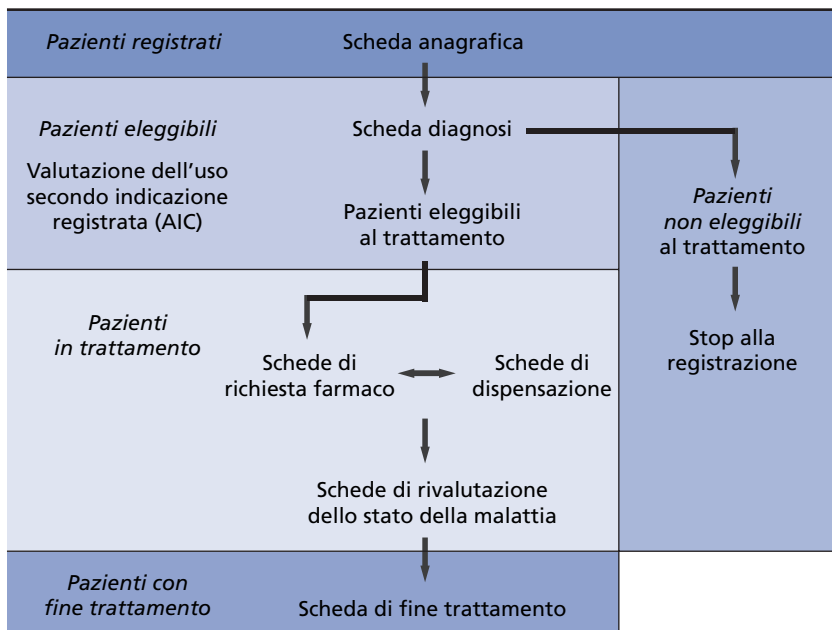 Pazienti registrati
Scheda anagrafica
Pazienti eleggibili
Valutazione dell'uso
secondo indicazione
registrata (AIC)
Scheda diagnosi
Pazienti eleggibili
al trattamento
Pazienti
non eleggibili
al trattamento
Stop alla
registrazione
Pazienti
in trattamento
Schede di
richiesta farmaco
Schede di
dispensazione
Schede di rivalutazione
dello stato della malattia
Pazienti con
fine trattamento
Scheda di fine trattamento